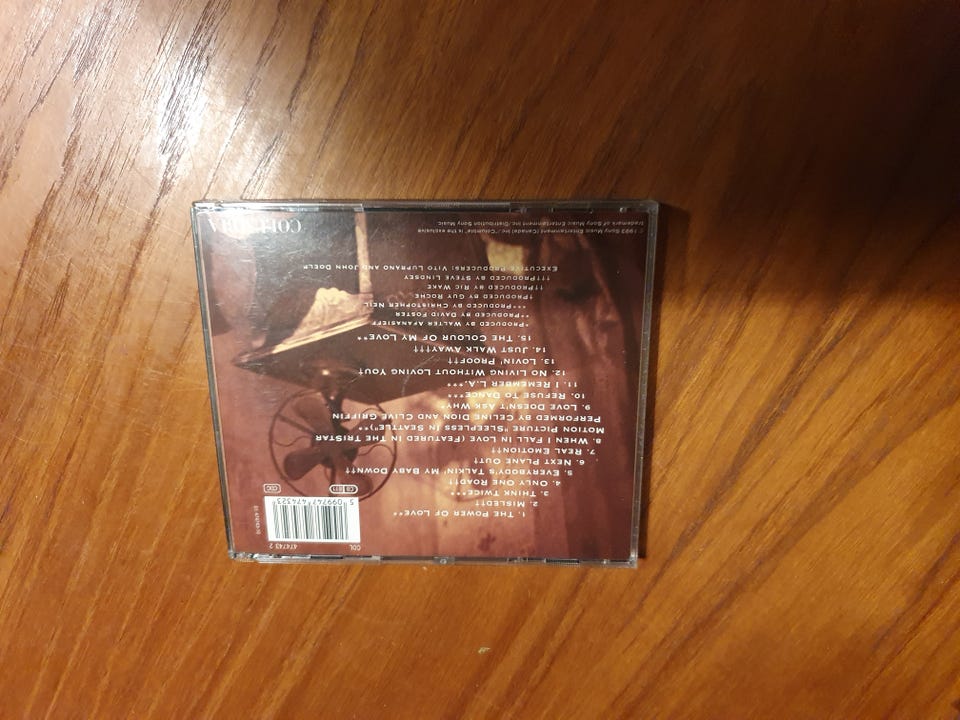 COL
474743 2
01-474743-10
5 099747 474323
1. The Power Of Love**
2. Misled††
3. Think Twice***
4. Only One Road††
5. Everybody's Talkin' My Baby Down††
6. Next Plane Out†
7. Real Emotion††
8. When I Fall In Love (Featured In The TriStar
Motion Picture "Sleepless In Seattle")**
Performed by Celine Dion and Clive Griffin
9. Love Doesn't Ask Why*
10. Refuse To Dance***
11. I Remember L.A.***
12. No Living Without Loving You†
13. Lovin' Proof††
14. Just Walk Away†††
15. The Colour Of My Love**
*Produced by Walter Afanasieff
**Produced by David Foster
***Produced by Christopher Neil
†Produced by Guy Roche
††Produced by Ric Wake
†††Produced by Steve Lindsey
Executive Producers: Vito Luprano and John Doelp
© 1993 Sony Music Entertainment (Canada) Inc./"Columbia" is the exclusive
trademark of Sony Music Entertainment Inc./Distribution Sony Music
COLUMBIA